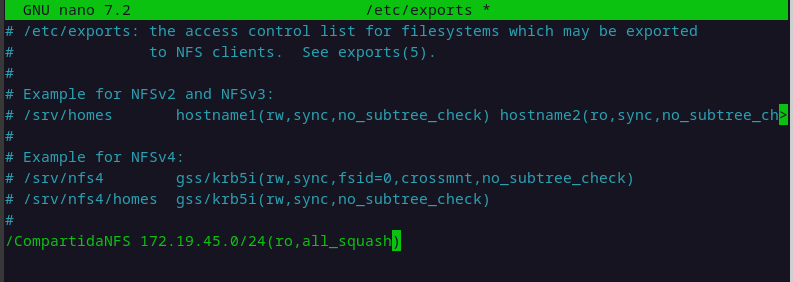 GNU nano 7.2 /etc/exports *
# /etc/exports: the access control list for filesystems which may be exported
# to NFS clients. See exports(5).
#
# Example for NFSv2 and NFSv3:
# /srv/homes hostname1(rw,sync,no_subtree_check) hostname2(ro,sync,no_subtree_ch>
#
# Example for NFSv4:
# /srv/nfs4 gss/krb5i(rw,sync,fsid=0,crossmnt,no_subtree_check)
# /srv/nfs4/homes gss/krb5i(rw,sync,no_subtree_check)
#
/CompartidaNFS 172.19.45.0/24(ro,all_squash)